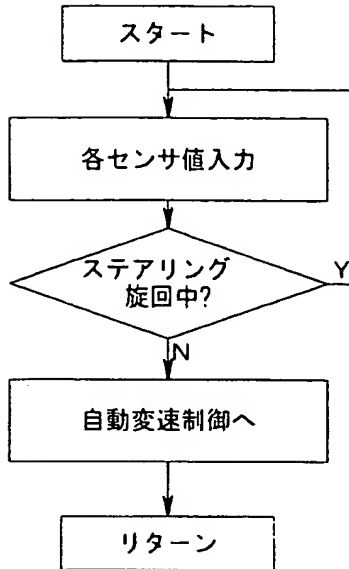 スタート
各センサ値入力
ステアリング
旋回中?
Y
N
自動変速制御へ
リターン